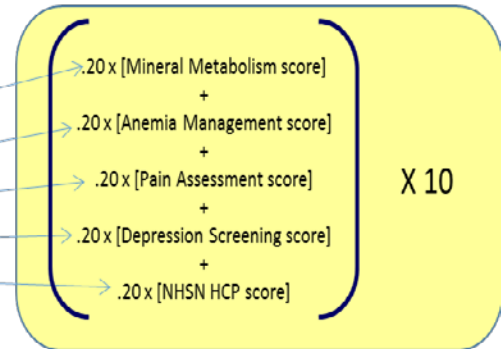 .20 x [Mineral Metabolism score]
+
.20 x [Anemia Management score]
+
.20 x [Pain Assessment score]
+
.20 x [Depression Screening score]
+
.20 x [NHSN HCP score]
X 10